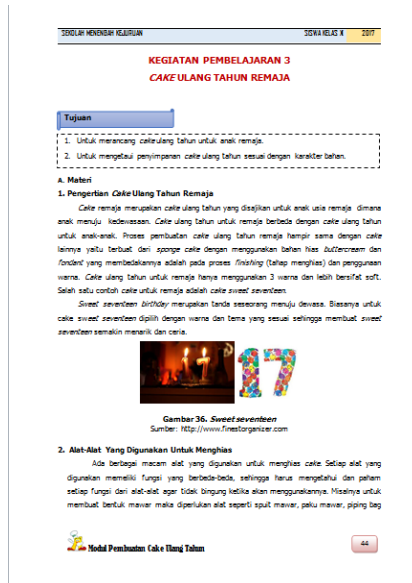 SEKOLAH MENENGAH KEJURUAN SISWA KELAS XI 2017
KEGIATAN PEMBELAJARAN 3
CAKE ULANG TAHUN REMAJA
Tujuan
1. Untuk merancang cake ulang tahun untuk anak remaja.
2. Untuk mengetaui penyimpanan cake ulang tahun sesuai dengan karakter bahan.
A. Materi
1. Pengertian Cake Ulang Tahun Remaja
Cake remaja merupakan cake ulang tahun yang disajikan untuk anak usia remaja dimana
anak menuju kedewasaan. Cake ulang tahun untuk remaja berbeda dengan cake ulang tahun
untuk anak-anak. Proses pembuatan cake ulang tahun remaja hampir sama dengan cake
lainnya yaitu terbuat dari sponge cake dengan menggunakan bahan hias buttercream dan
fondant yang membedakannya adalah pada proses finishing (tahap menghias) dan penggunaan
warna. Cake ulang tahun untuk remaja hanya menggunakan 3 warna dan lebih bersifat soft.
Salah satu contoh cake untuk remaja adalah cake sweet seventeen.
Sweet seventeen birthday merupakan tanda seseorang menuju dewasa. Biasanya untuk
cake sweet seventeen dipilih dengan warna dan tema yang sesuai sehingga membuat sweet
seventeen semakin menarik dan ceria.
17
Gambar 36. Sweet seventeen
Sumber: http://www.finestorganizer.com
2. Alat-Alat Yang Digunakan Untuk Menghias
Ada berbagai macam alat yang digunakan untuk menghias cake. Setiap alat yang
digunakan memeliki fungsi yang berbeda-beda, sehingga harus mengetahui dan paham
setiap fungsi dari alat-alat agar tidak bingung ketika akan menggunakannya. Misalnya untuk
membuat bentuk mawar maka diperlukan alat seperti spuit mawar, paku mawar, piping bag
Modul Pembuatan Cake Ulang Tahun 44